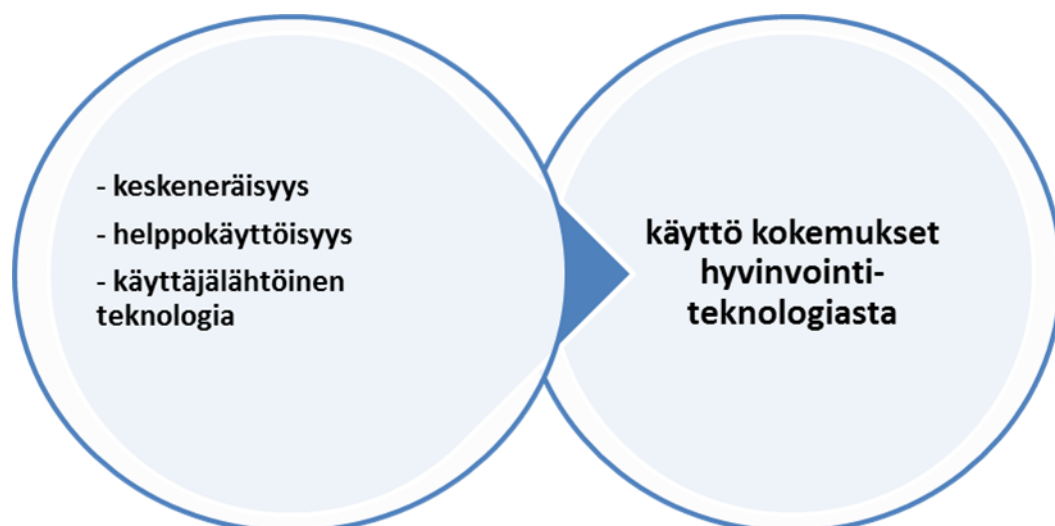 - keskeneräisyys
- helppokäyttöisyys
- käyttäjälähtöinen
teknologia
käyttö kokemukset
hyvinvointi-
teknologiasta